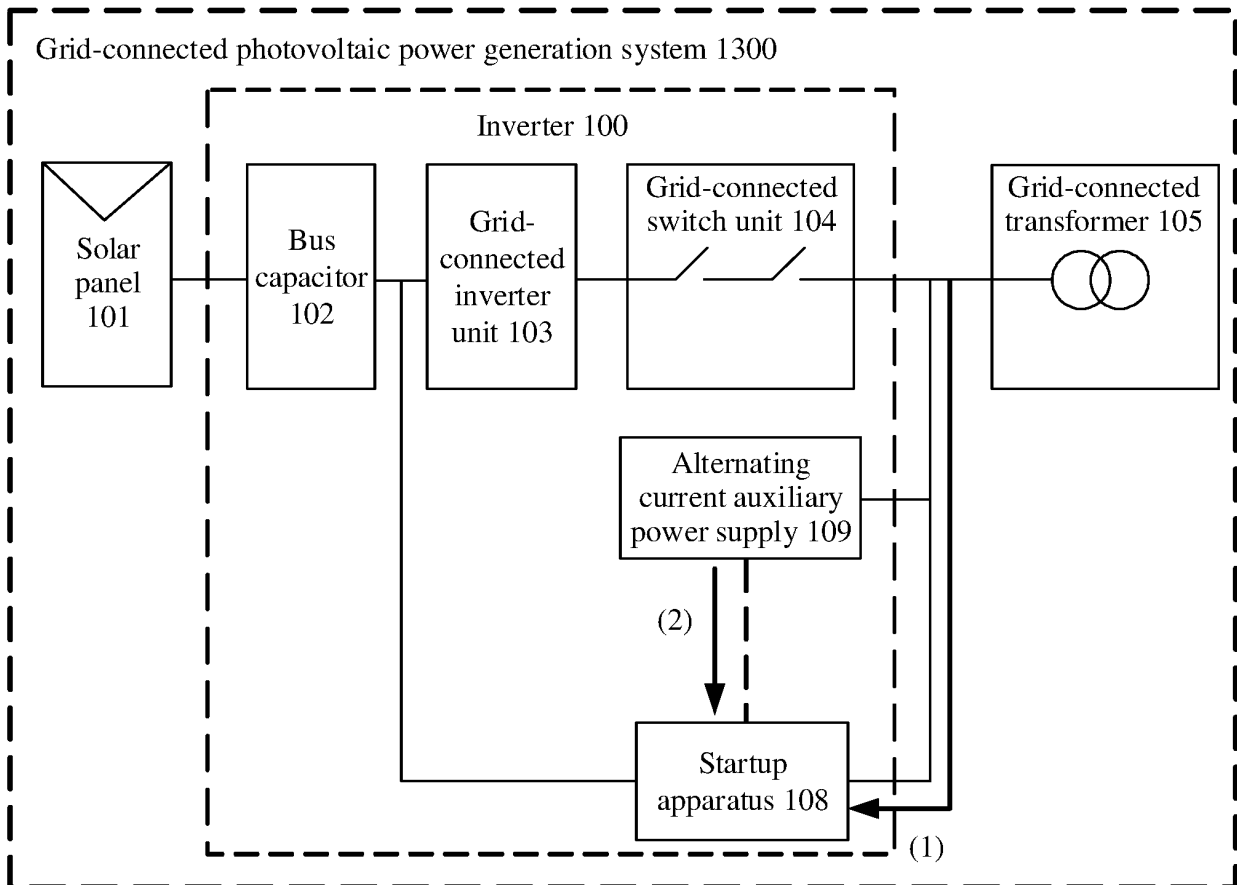 Grid-connected photovoltaic power generation system 1300
Inverter 100
Solar
panel
101
Bus
capacitor
102
Grid-
connected
inverter
unit 103
Grid-connected
switch unit 104
Grid-connected
transformer 105
Alternating
current auxiliary
power supply 109
(2)
Startup
apparatus 108
(1)